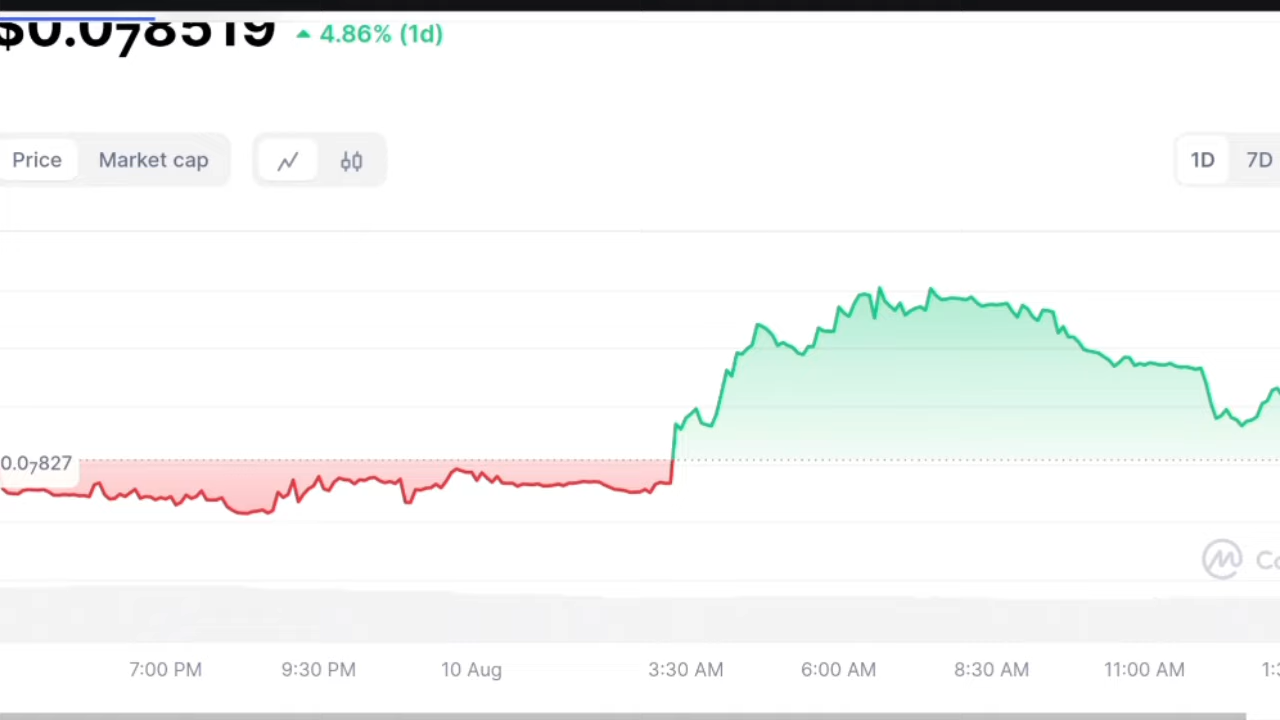 $0.0₇8519 4.86% (1d)
Price Market cap 1D 7D
0.0₇827
7:00 PM 9:30 PM 10 Aug 3:30 AM 6:00 AM 8:30 AM 11:00 AM